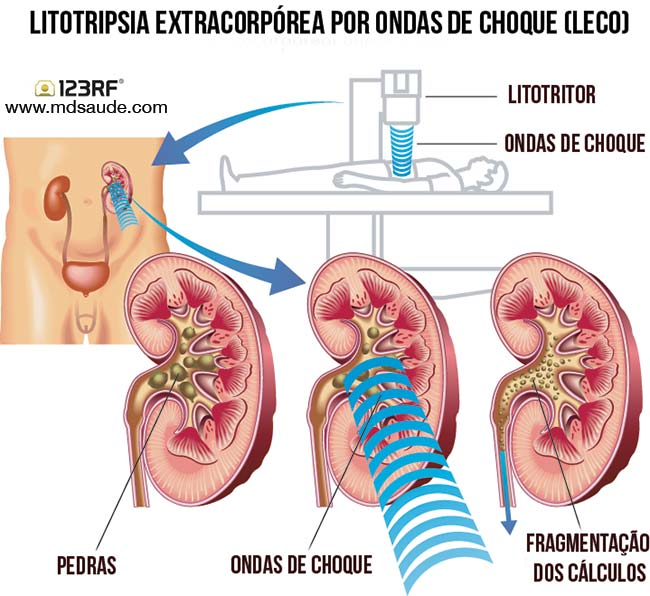 LITOTRIPSIA EXTRACORPÓREA POR ONDAS DE CHOQUE (LECO)
123RF®
www.mdsaude.com
LITOTRITOR
ONDAS DE CHOQUE
PEDRAS
ONDAS DE CHOQUE
FRAGMENTAÇÃO
DOS CÁLCULOS